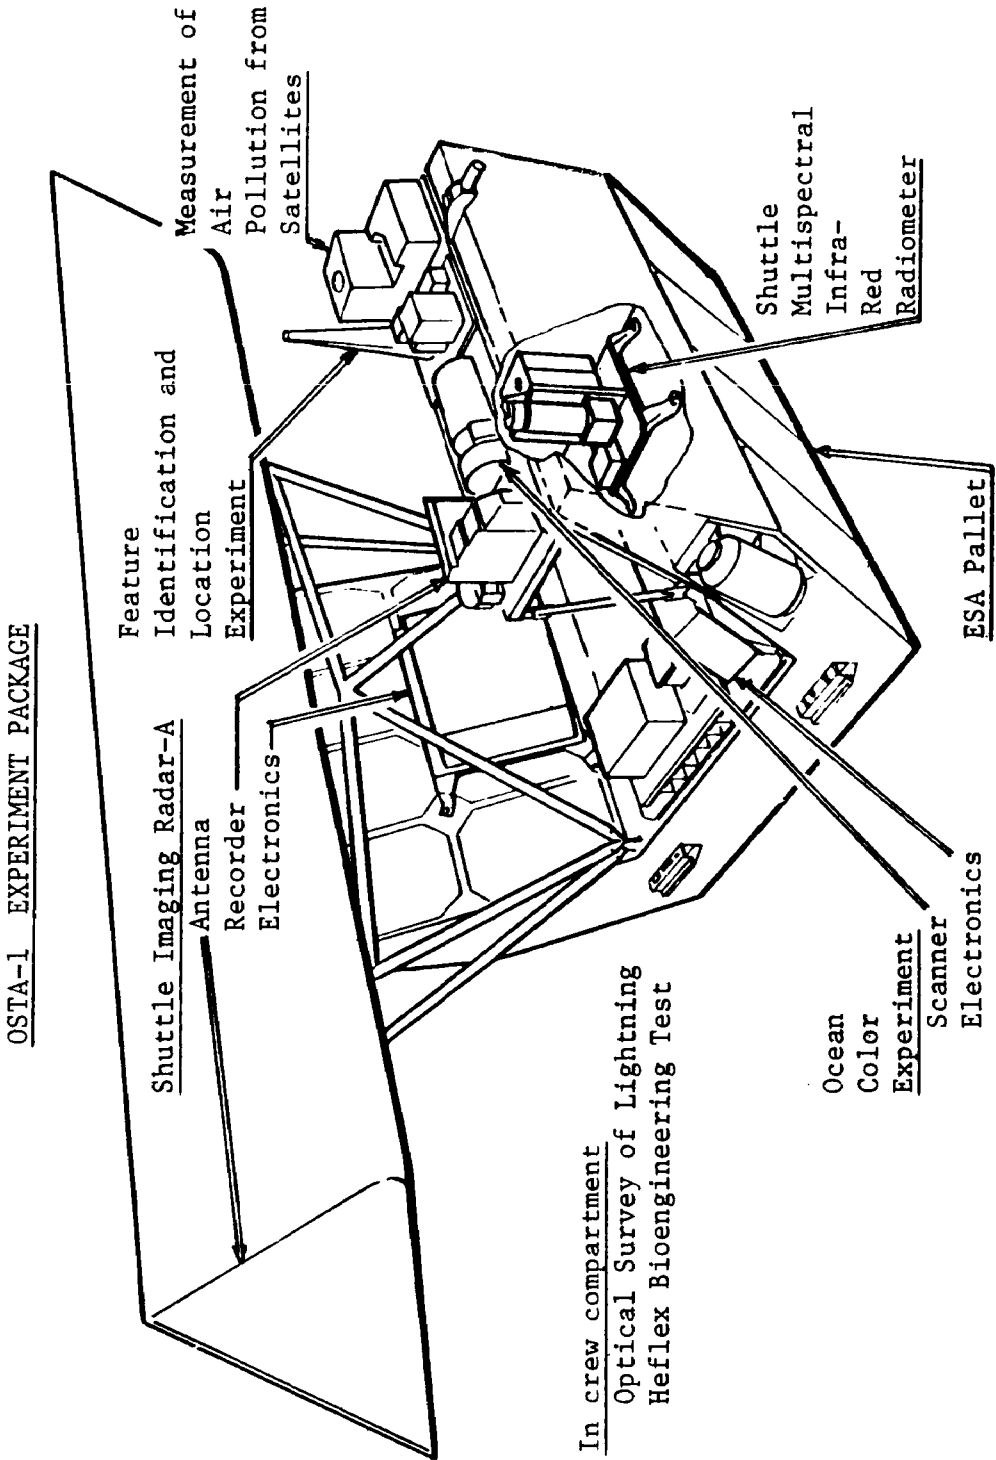 OSTA-1 EXPERIMENT PACKAGE
Shuttle Imaging Radar-A
Antenna
Recorder
Electronics
Feature
Identification and
Location
Experiment
Measurement of
Air
Pollution from
Satellites
Shuttle
Multispectral
Infra-
Red
Radiometer
ESA Pallet
Ocean
Color
Experiment
Scanner
Electronics
In crew compartment
Optical Survey of Lightning
Heflex Bioengineering Test